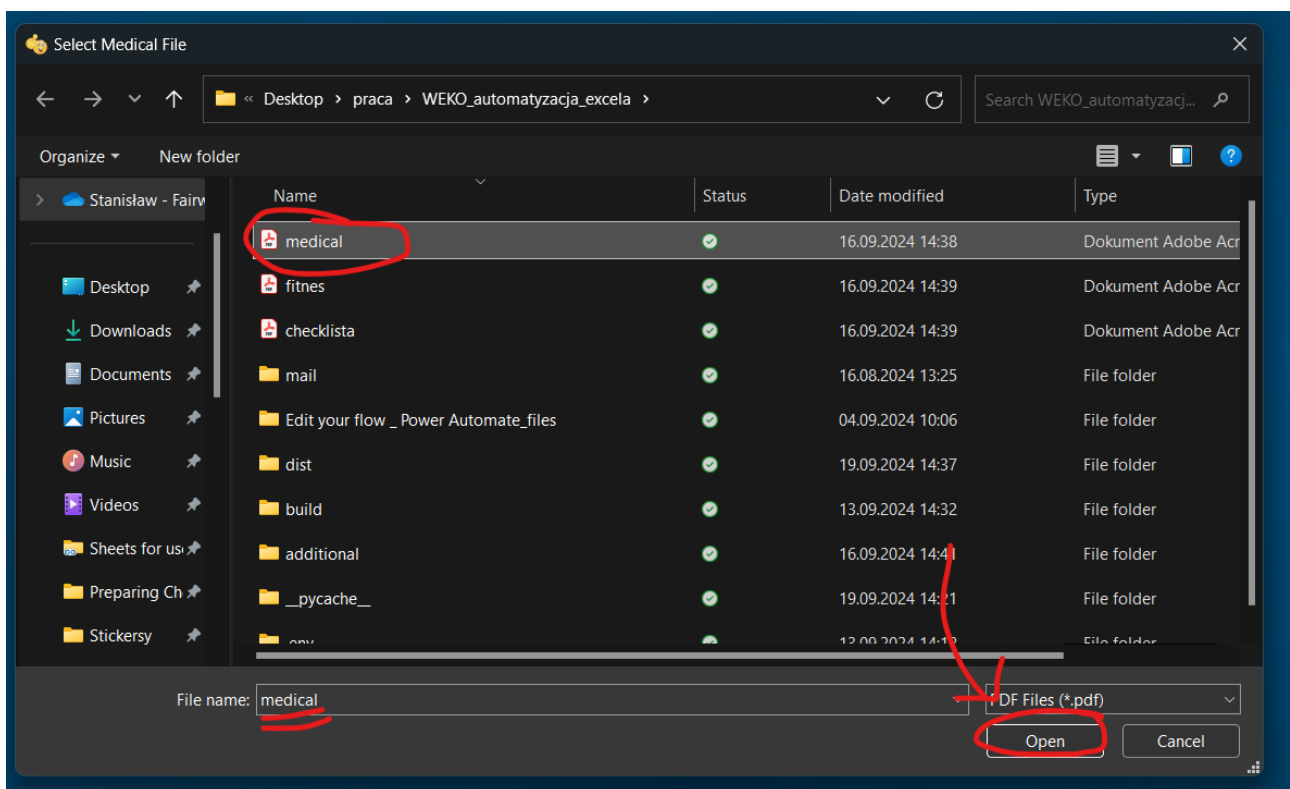 Select Medical File
« Desktop > praca > WEKO_automatyzacja_excela >
Search WEKO_automatyzacj...
Organize
New folder
Stanisław - Fairw
Desktop
Downloads
Documents
Pictures
Music
Videos
Sheets for us
Preparing Ch
Stickersy
Name Status Date modified Type
medical 16.09.2024 14:38 Dokument Adobe Acr
fitnes 16.09.2024 14:39 Dokument Adobe Acr
checklista 16.09.2024 14:39 Dokument Adobe Acr
mail 16.08.2024 13:25 File folder
Edit your flow _ Power Automate_files 04.09.2024 10:06 File folder
dist 19.09.2024 14:37 File folder
build 13.09.2024 14:32 File folder
additional 16.09.2024 14:41 File folder
__pycache__ 19.09.2024 14:21 File folder
13.09.2024 File folder
File name: medical
PDF Files (*.pdf)
Open Cancel